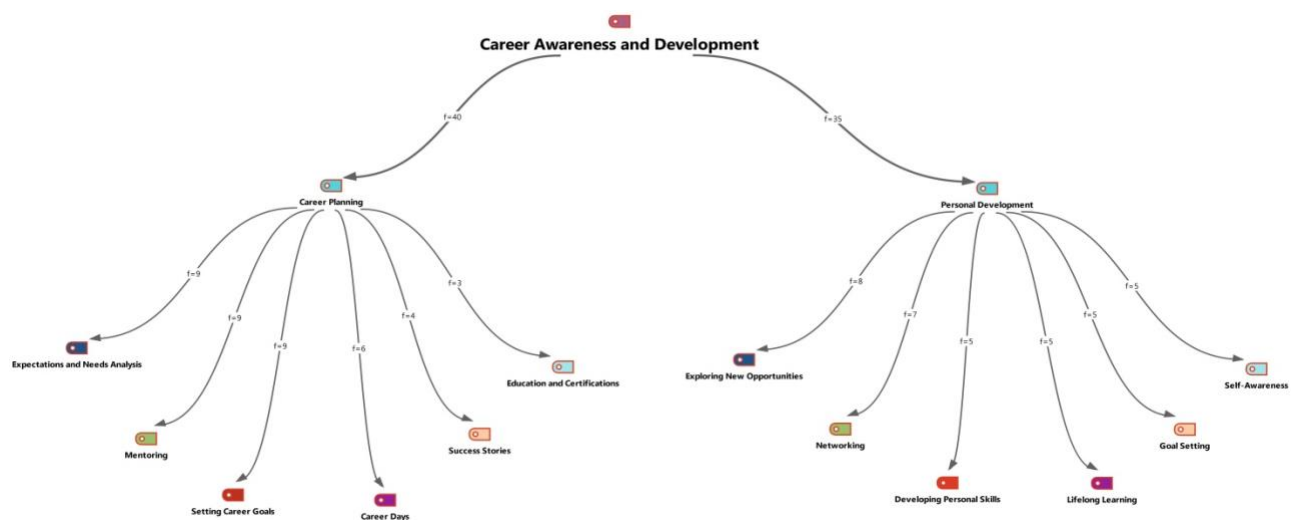 Career Awareness and Development
f=40
f=35
Career Planning
Personal Development
f=9
f=9
f=9
f=6
f=4
f=3
f=8
f=7
f=5
f=5
f=5
f=5
Expectations and Needs Analysis
Mentoring
Setting Career Goals
Career Days
Success Stories
Education and Certifications
Exploring New Opportunities
Networking
Developing Personal Skills
Lifelong Learning
Goal Setting
Self-Awareness